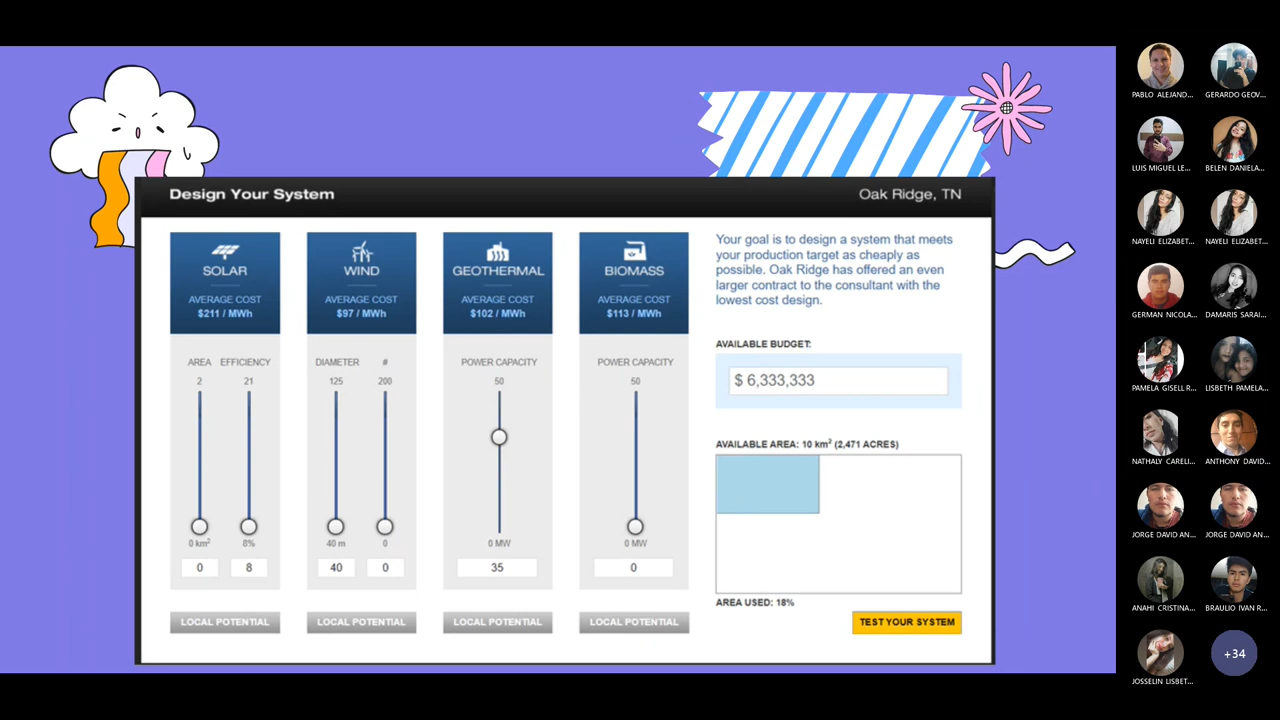 Design Your System
Oak Ridge, TN
SOLAR
AVERAGE COST
$211 / MWh
WIND
AVERAGE COST
$97 / MWh
GEOTHERMAL
AVERAGE COST
$102 / MWh
BIOMASS
AVERAGE COST
$113 / MWh
AREA EFFICIENCY
2 21
0 km² 8%
0 8
DIAMETER #
125 200
40 m 0
40 0
POWER CAPACITY
50
0 MW
35
POWER CAPACITY
50
0 MW
0
LOCAL POTENTIAL
LOCAL POTENTIAL
LOCAL POTENTIAL
LOCAL POTENTIAL
Your goal is to design a system that meets
your production target as cheaply as
possible. Oak Ridge has offered an even
larger contract to the consultant with the
lowest cost design.
AVAILABLE BUDGET:
$ 6,333,333
AVAILABLE AREA: 10 km² (2,471 ACRES)
AREA USED: 18%
TEST YOUR SYSTEM
PABLO ALEJAND...
GERARDO GEOV...
LUIS MIGUEL LE...
BELEN DANIELA...
NAYELI ELIZABET...
NAYELI ELIZABET...
GERMAN NICOLA...
DAMARIS SARAI...
PAMELA GISELL R...
LISBETH PAMELA...
NATHALY CARELI...
ANTHONY DAVID...
JORGE DAVID AN...
JORGE DAVID AN...
ANAHI CRISTINA...
BRAULIO IVAN R...
JOSSELIN LISBET...
+34